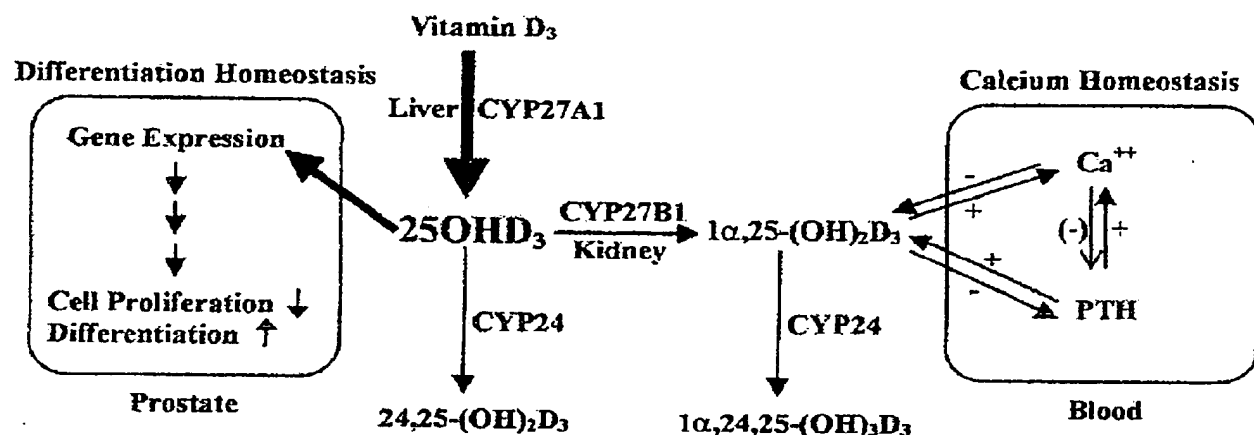 Vitamin D₃
Differentiation Homeostasis
Gene Expression
Cell Proliferation ↓
Differentiation ↑
Prostate
Liver CYP27A1
25OHD₃
CYP27B1
Kidney
1α,25-(OH)₂D₃
CYP24
24,25-(OH)₂D₃
CYP24
1α,24,25-(OH)₃D₃
Calcium Homeostasis
Ca⁺⁺
-
+
(-)
+
+
-
PTH
Blood